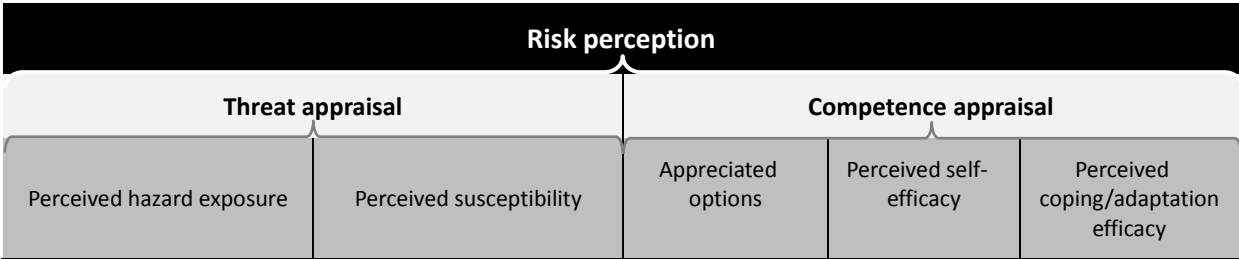 Risk perception
Threat appraisal
Competence appraisal
Perceived hazard exposure
Perceived susceptibility
Appreciated
options
Perceived self-
efficacy
Perceived
coping/adaptation
efficacy